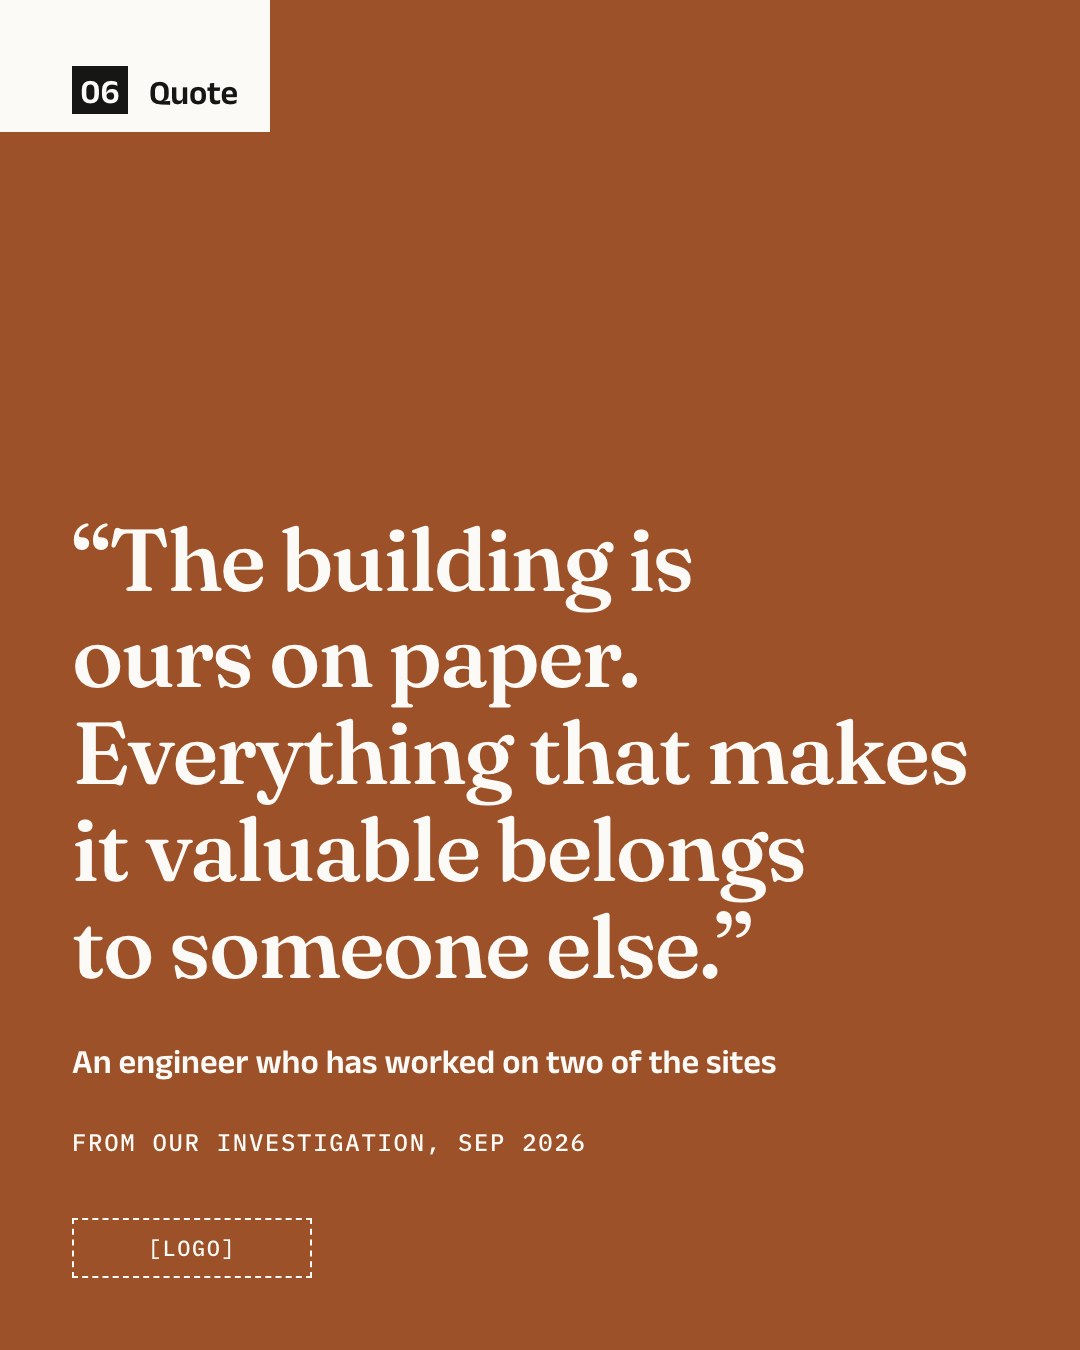 06 Quote
“The building is
ours on paper.
Everything that makes
it valuable belongs
to someone else.”
An engineer who has worked on two of the sites
FROM OUR INVESTIGATION, SEP 2026
[LOGO]